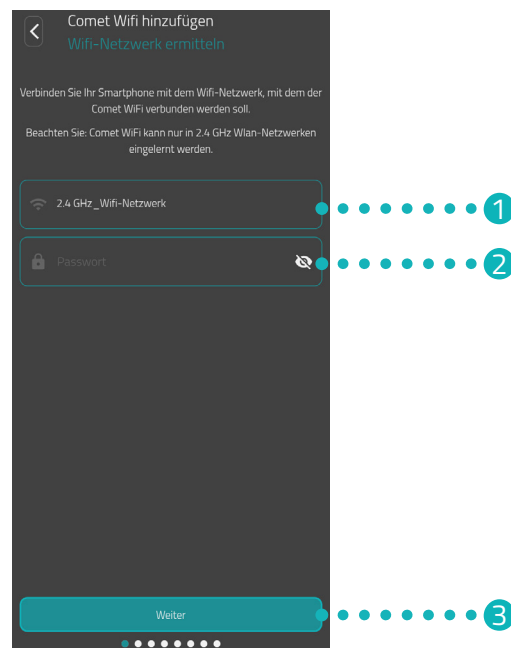 Comet Wifi hinzufügen
Wifi-Netzwerk ermitteln
Verbinden Sie Ihr Smartphone mit dem Wifi-Netzwerk, mit dem der
Comet WiFi verbunden werden soll.
Beachten Sie: Comet WiFi kann nur in 2.4 GHz Wlan-Netzwerken
eingelernt werden.
2.4 GHz_Wifi-Netzwerk
1
Passwort
2
Weiter
3